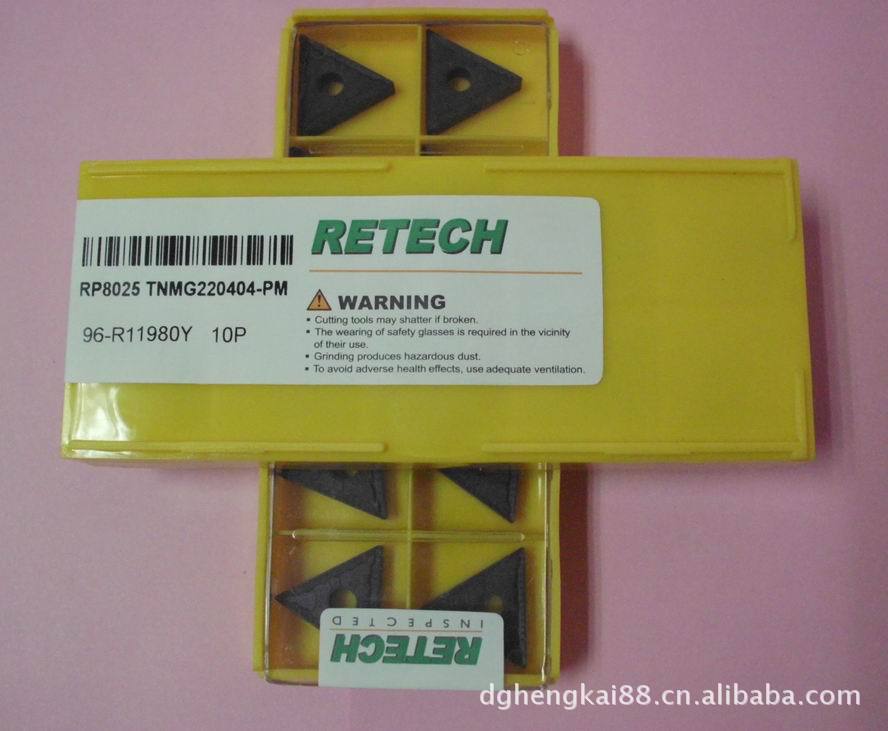 RETECH
RP8025 TNMG220404-PM
96-R11980Y 10P
WARNING
▪ Cutting tools may shatter if broken.
▪ The wearing of safety glasses is required in the vicinity
of their use.
▪ Grinding produces hazardous dust.
▪ To avoid adverse health effects, use adequate ventilation.
RETECH
INSPECTED
dghengkai88.cn.alibaba.com